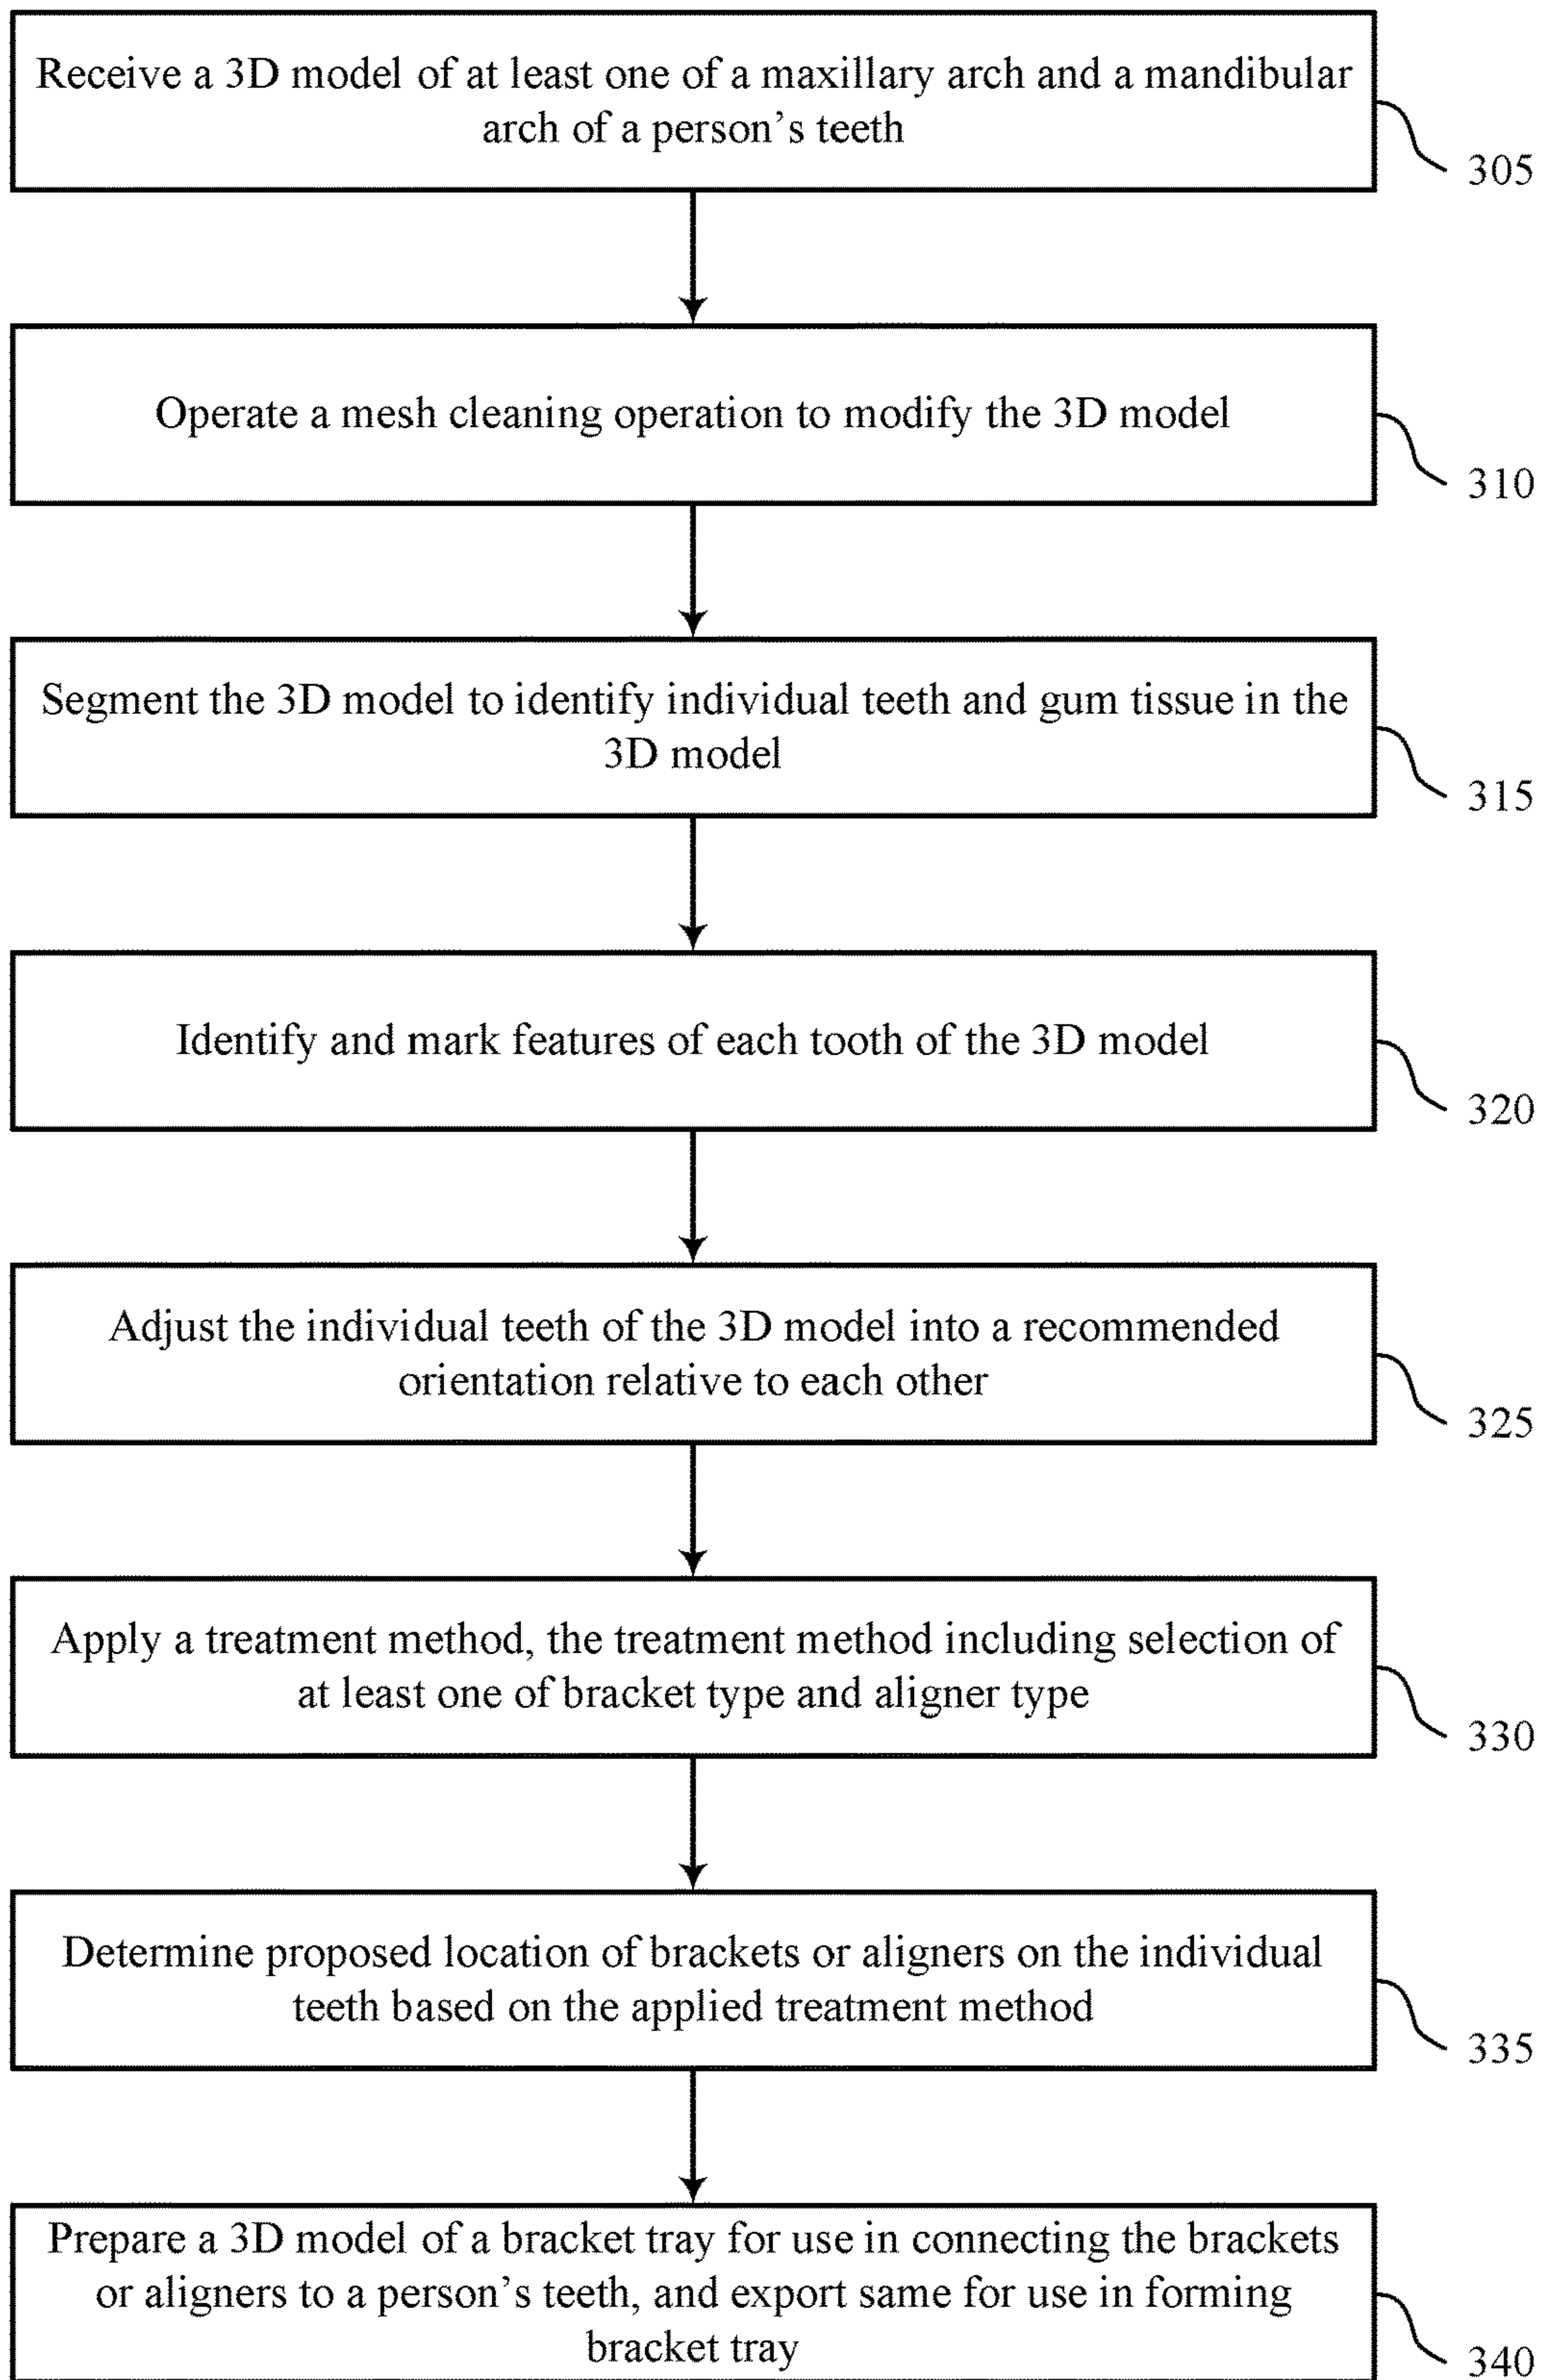 Receive a 3D model of at least one of a maxillary arch and a mandibular
arch of a person's teeth
305
Operate a mesh cleaning operation to modify the 3D model
310
Segment the 3D model to identify individual teeth and gum tissue in the
3D model
315
Identify and mark features of each tooth of the 3D model
320
Adjust the individual teeth of the 3D model into a recommended
orientation relative to each other
325
Apply a treatment method, the treatment method including selection of
at least one of bracket type and aligner type
330
Determine proposed location of brackets or aligners on the individual
teeth based on the applied treatment method
335
Prepare a 3D model of a bracket tray for use in connecting the brackets
or aligners to a person's teeth, and export same for use in forming
bracket tray
340